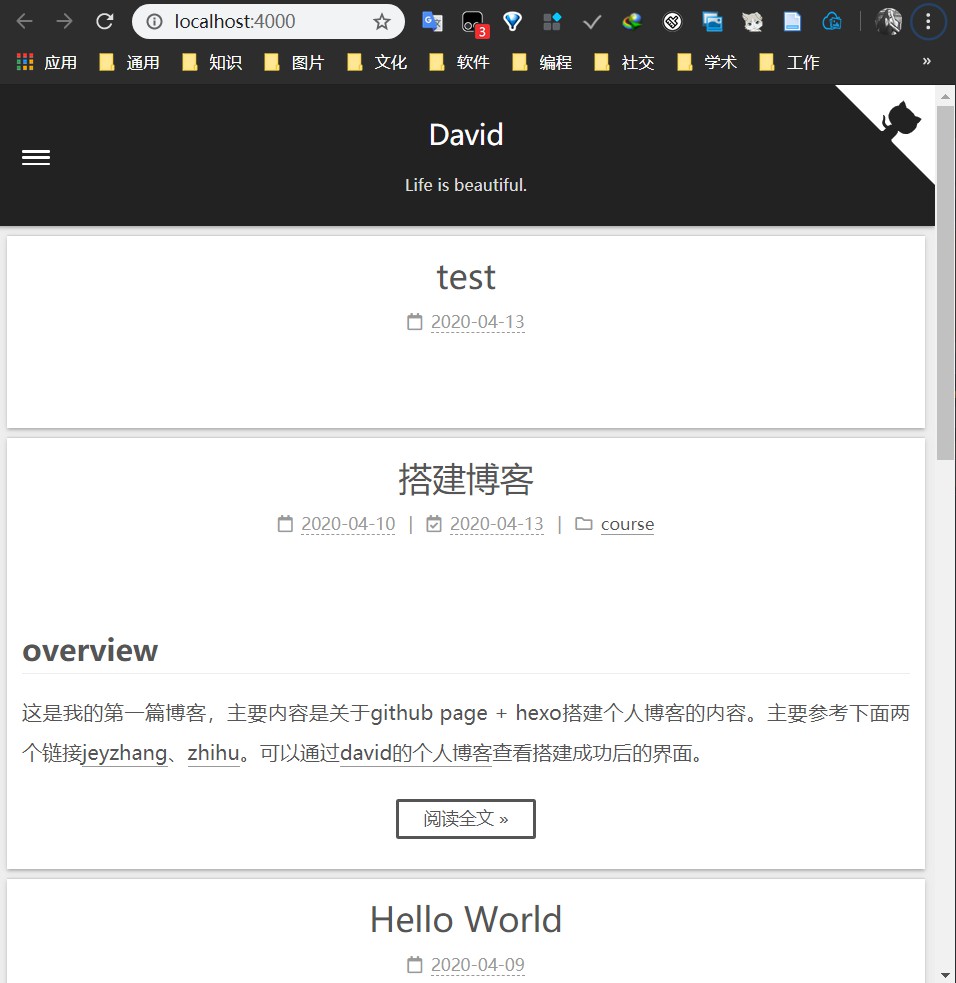 localhost:4000
3
应用 通用 知识 图片 文化 软件 编程 社交 学术 工作 »
David
Life is beautiful.
test
2020-04-13
搭建博客
2020-04-10 | 2020-04-13 | course
overview
这是我的第一篇博客，主要内容是关于github page + hexo搭建个人博客的内容。主要参考下面两
个链接jeyzhang、zhihu。可以通过david的个人博客查看搭建成功后的界面。
阅读全文 »
Hello World
2020-04-09